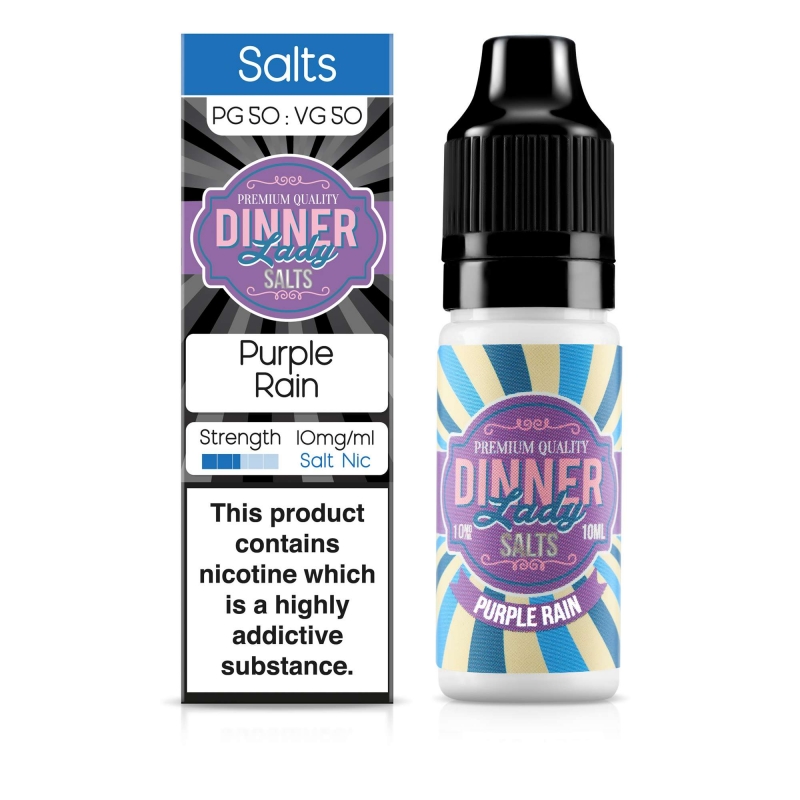 Salts
PG 50 : VG 50
PREMIUM QUALITY
DINNER
Lady
SALTS
Purple
Rain
Strength 10mg/ml
Salt Nic
This product
contains
nicotine which
is a highly
addictive
substance.
PREMIUM QUALITY
DINNER
Lady
10MG/ML 10ML
SALTS
PURPLE RAIN